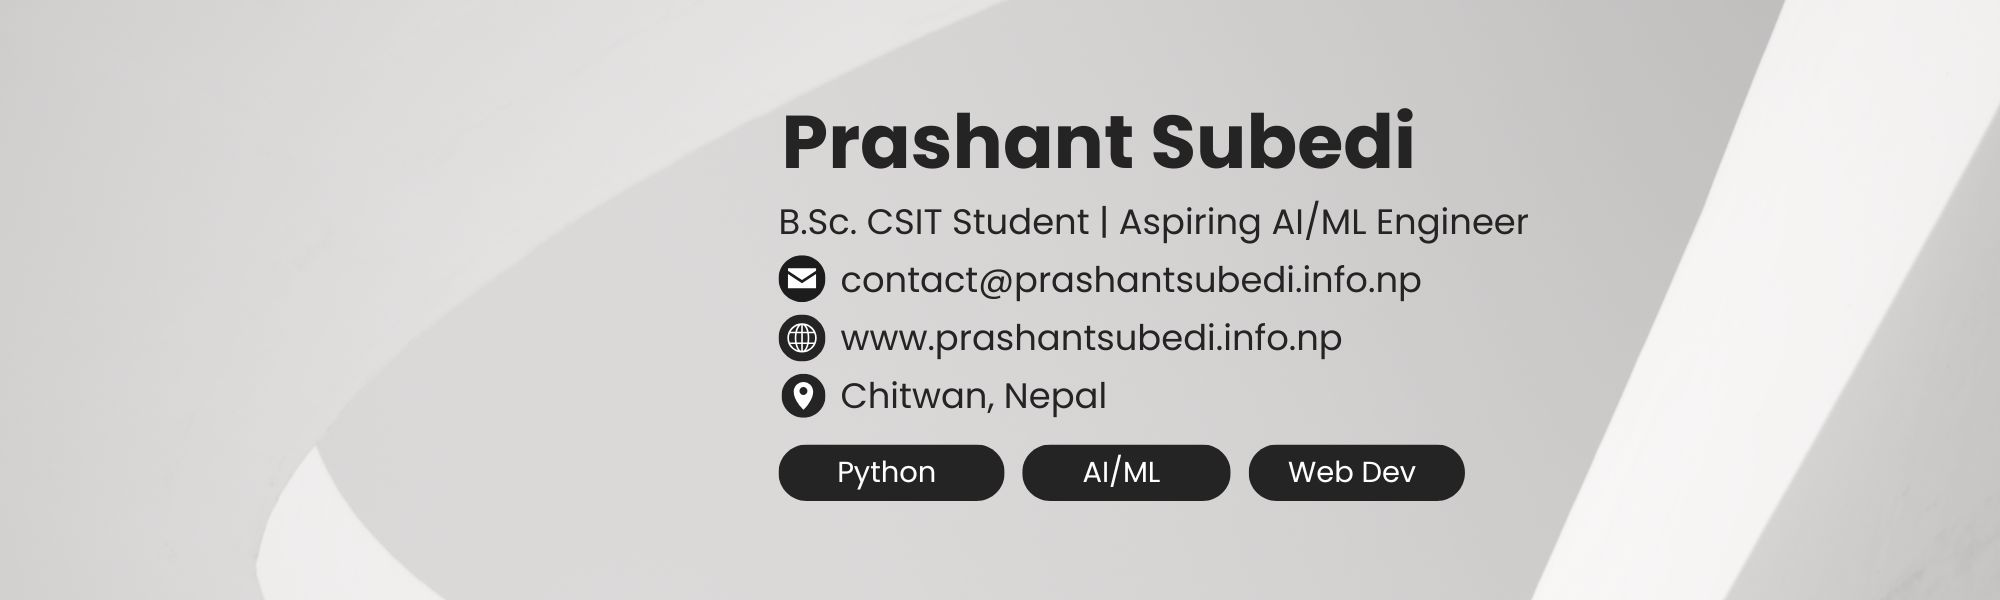 Prashant Subedi
B.Sc. CSIT Student | Aspiring AI/ML Engineer
contact@prashantsubedi.info.np
www.prashantsubedi.info.np
Chitwan, Nepal
Python AI/ML Web Dev